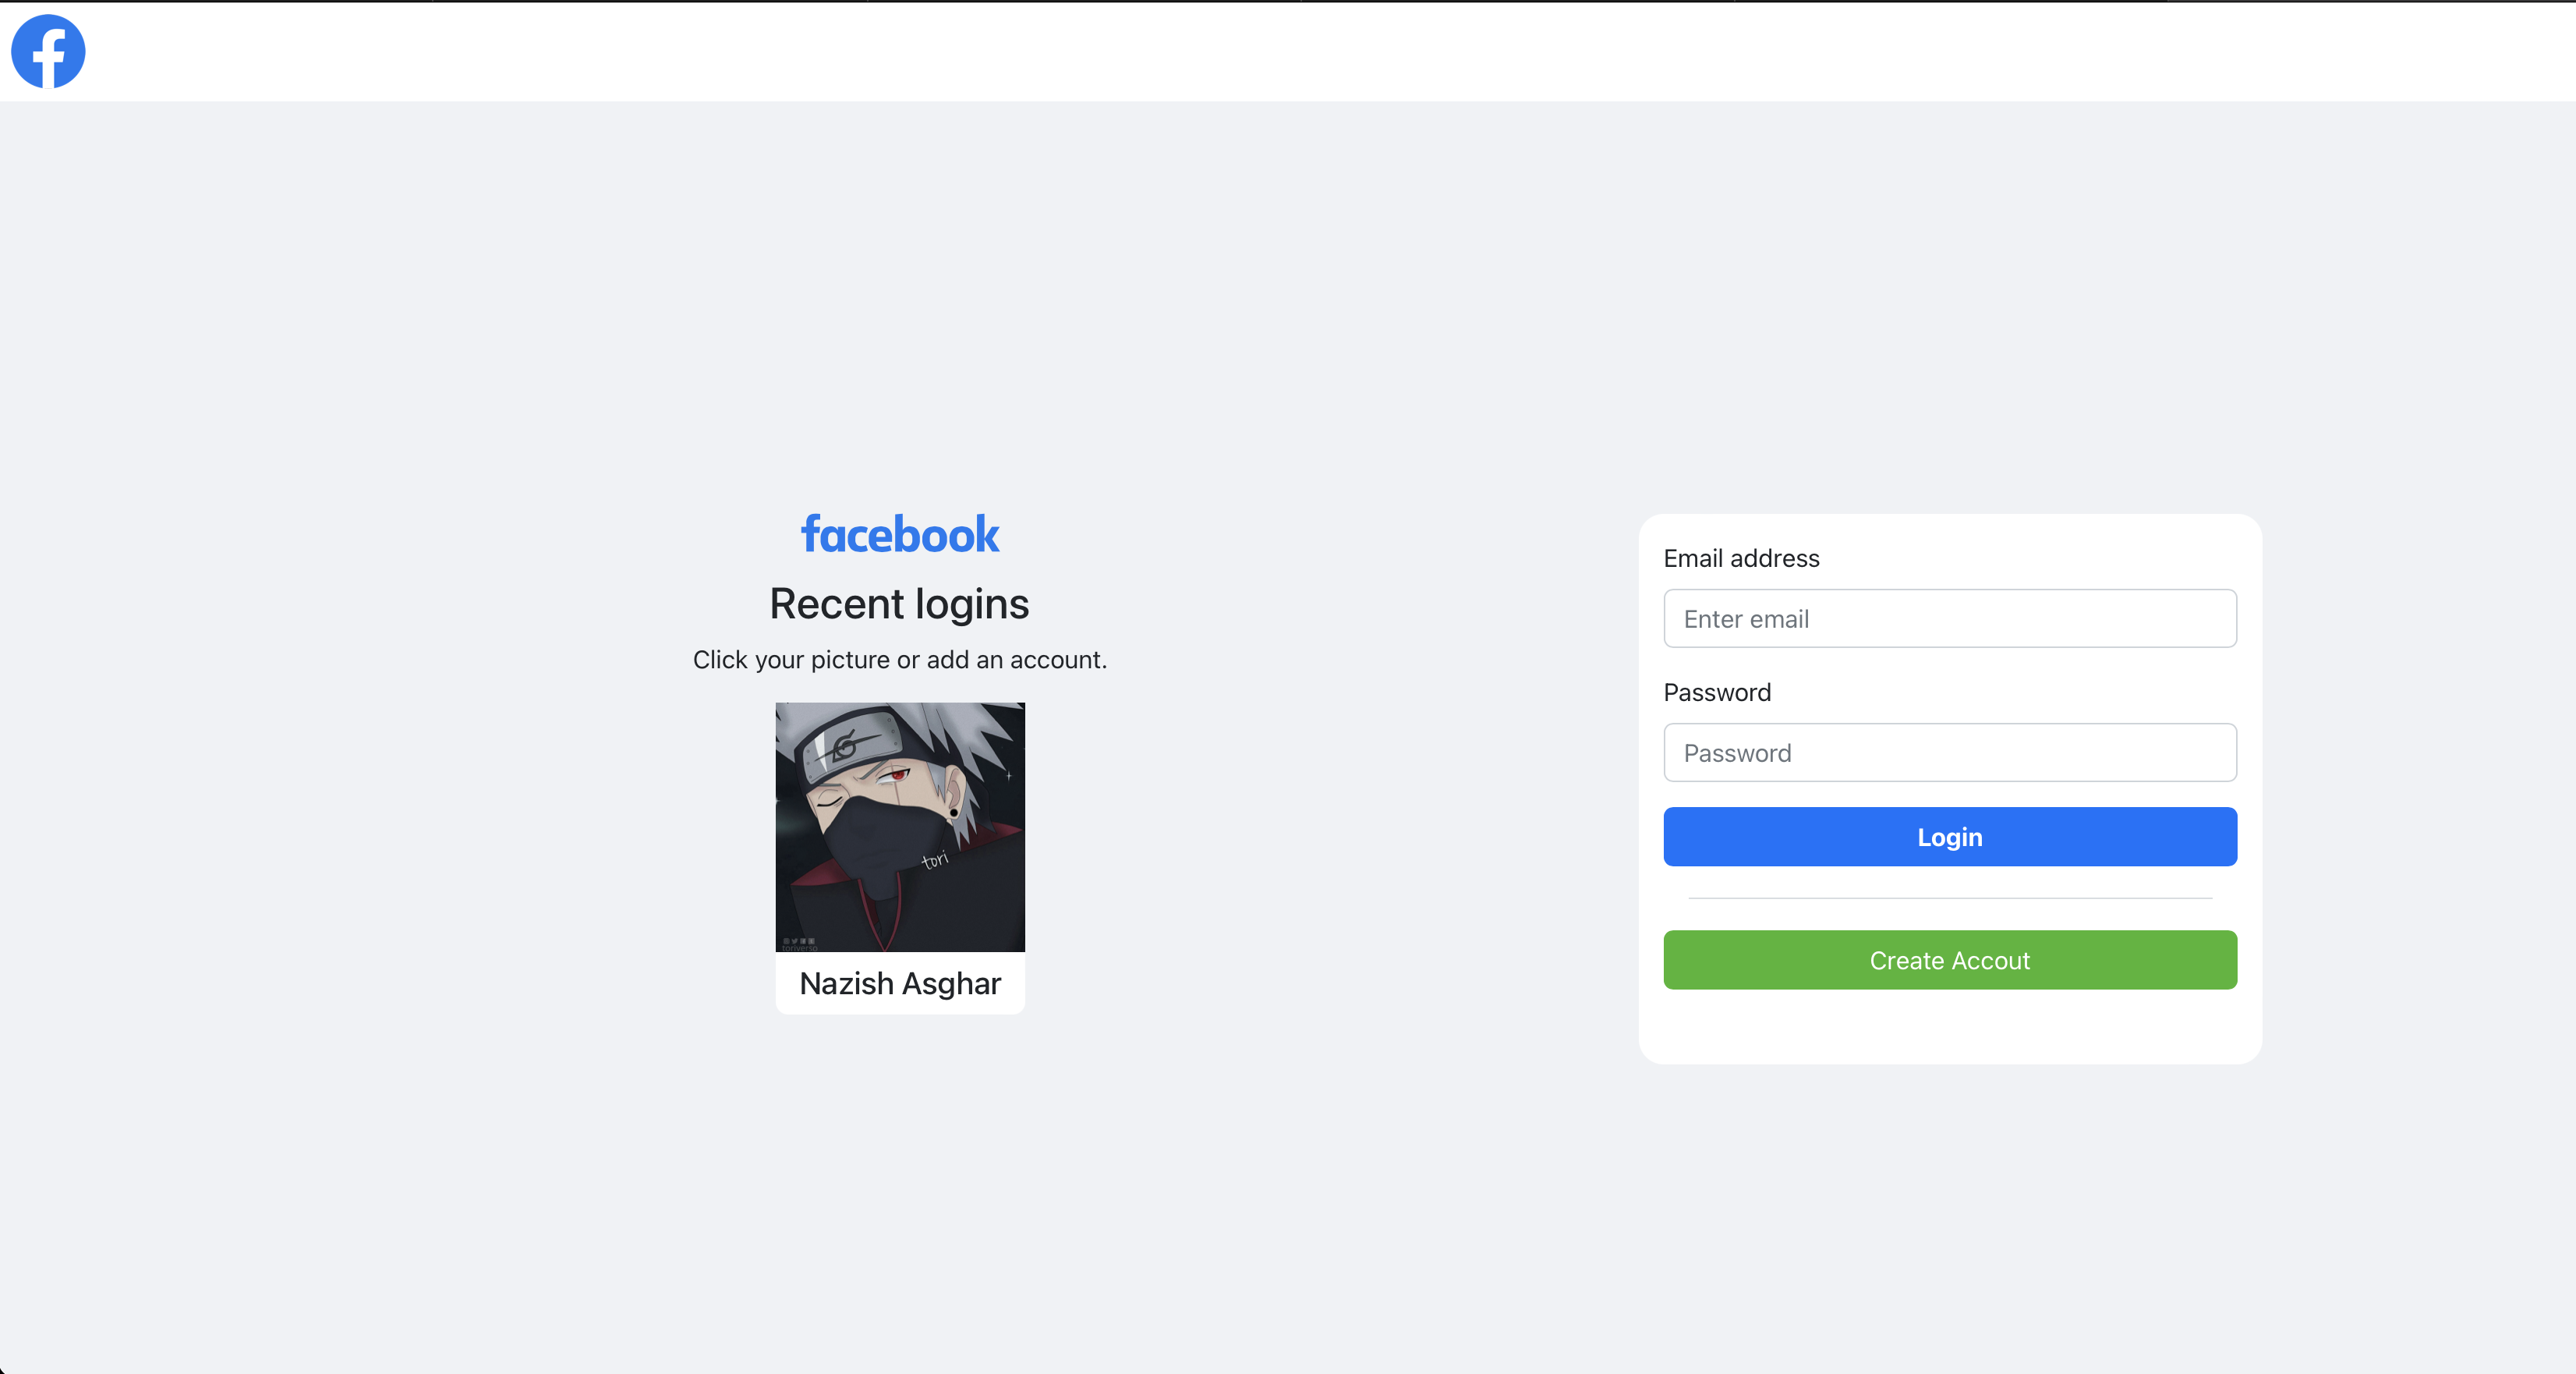 facebook
Recent logins
Click your picture or add an account.
tori
toriverso
Nazish Asghar
Email address
Enter email
Password
Password
Login
Create Accout